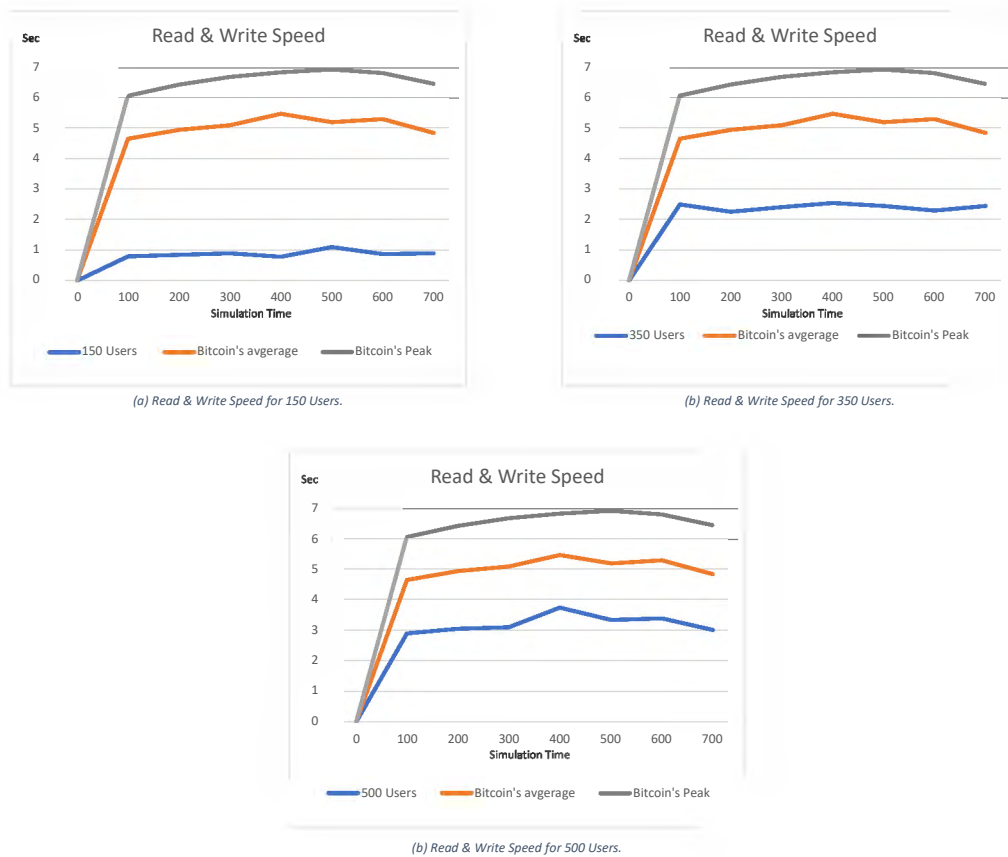 Read & Write Speed
Sec
7
6
5
4
3
2
1
0
0 100 200 300 400 500 600 700
Simulation Time
150 Users Bitcoin's avgerage Bitcoin's Peak
(a) Read & Write Speed for 150 Users.
Read & Write Speed
Sec
7
6
5
4
3
2
1
0
0 100 200 300 400 500 600 700
Simulation Time
350 Users Bitcoin's avgerage Bitcoin's Peak
(b) Read & Write Speed for 350 Users.
Read & Write Speed
Sec
7
6
5
4
3
2
1
0
0 100 200 300 400 500 600 700
Simulation Time
500 Users Bitcoin's avgerage Bitcoin's Peak
(b) Read & Write Speed for 500 Users.